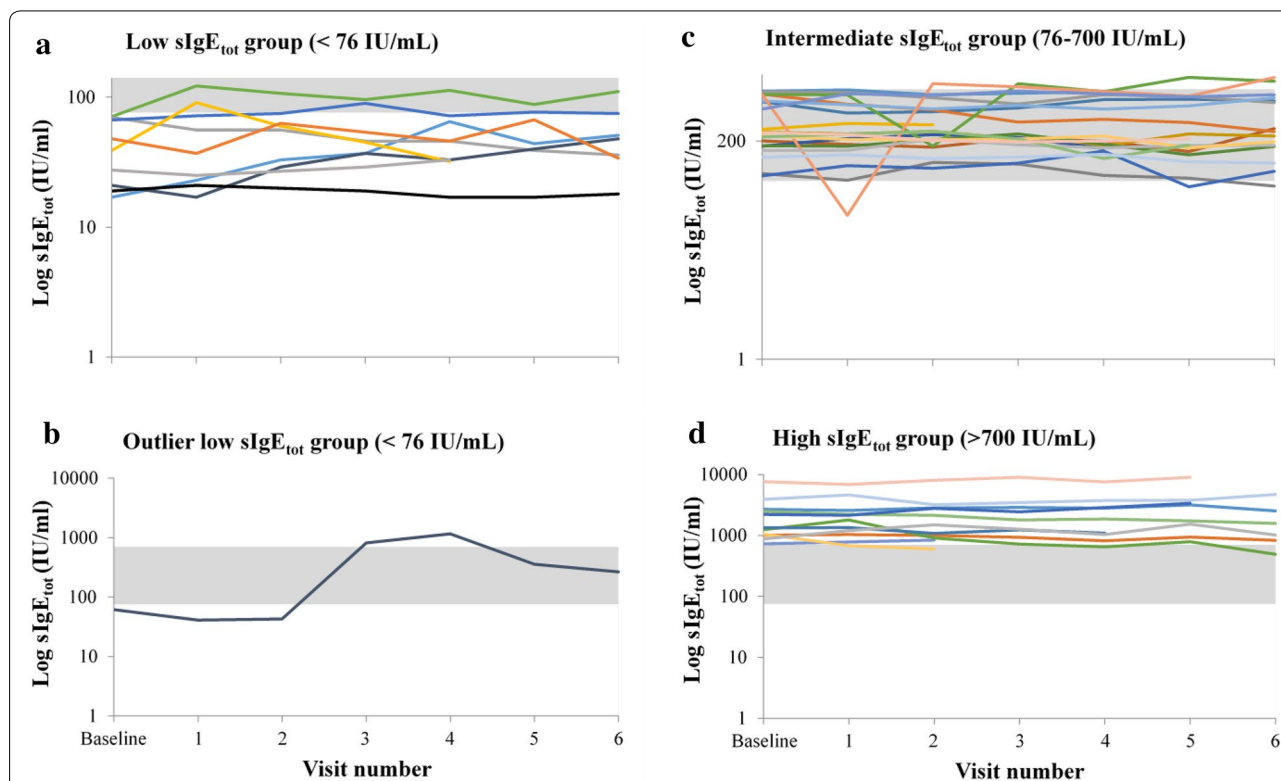 a Low sIgEtot group (< 76 IU/mL)
Log sIgEtot (IU/ml)
100
10
1
b Outlier low sIgEtot group (< 76 IU/mL)
Log sIgEtot (IU/ml)
10000
1000
100
10
1
Baseline 1 2 3 4 5 6
Visit number
c Intermediate sIgEtot group (76-700 IU/mL)
Log sIgEtot (IU/ml)
200
1
d High sIgEtot group (>700 IU/mL)
Log sIgEtot (IU/ml)
10000
1000
100
10
1
Baseline 1 2 3 4 5 6
Visit number